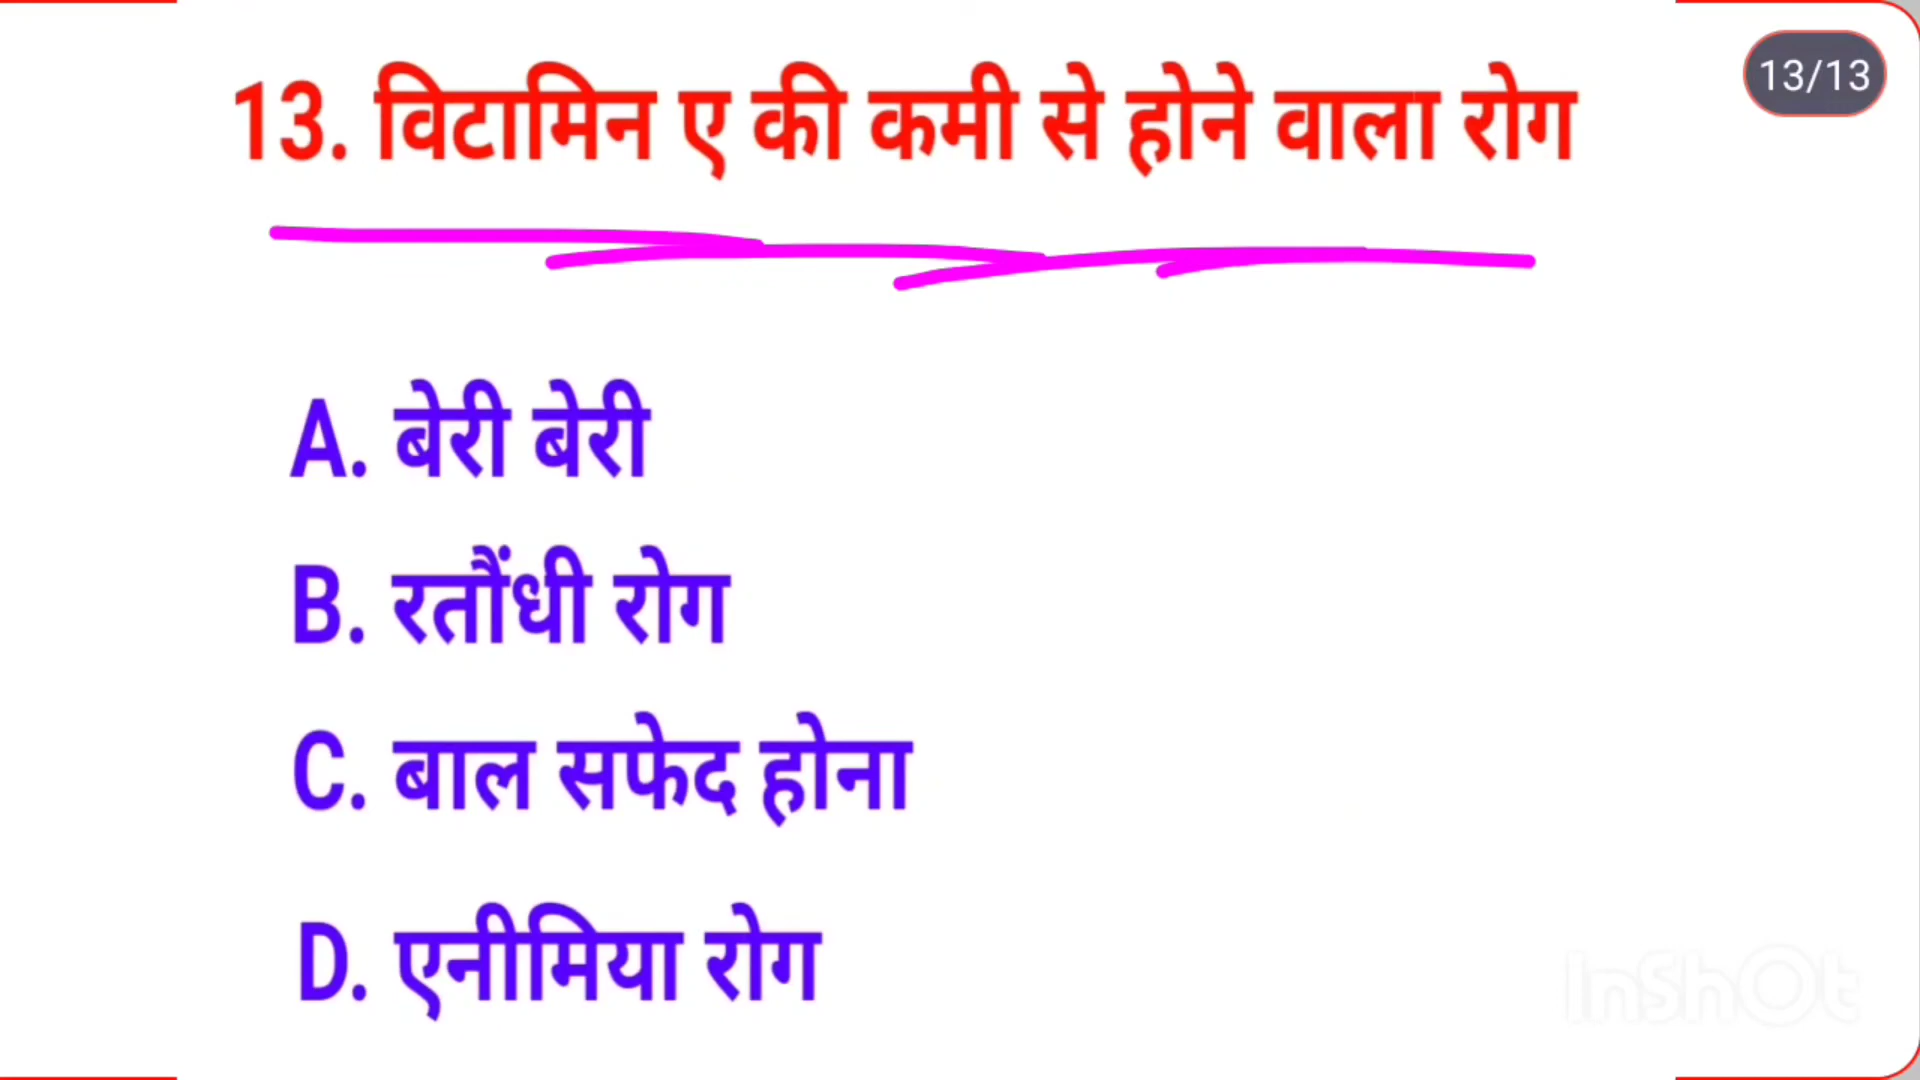 13/13
13. विटामिन ए की कमी से होने वाला रोग
A. बेरी बेरी
B. रतौंधी रोग
C. बाल सफेद होना
D. एनीमिया रोग
InShOt